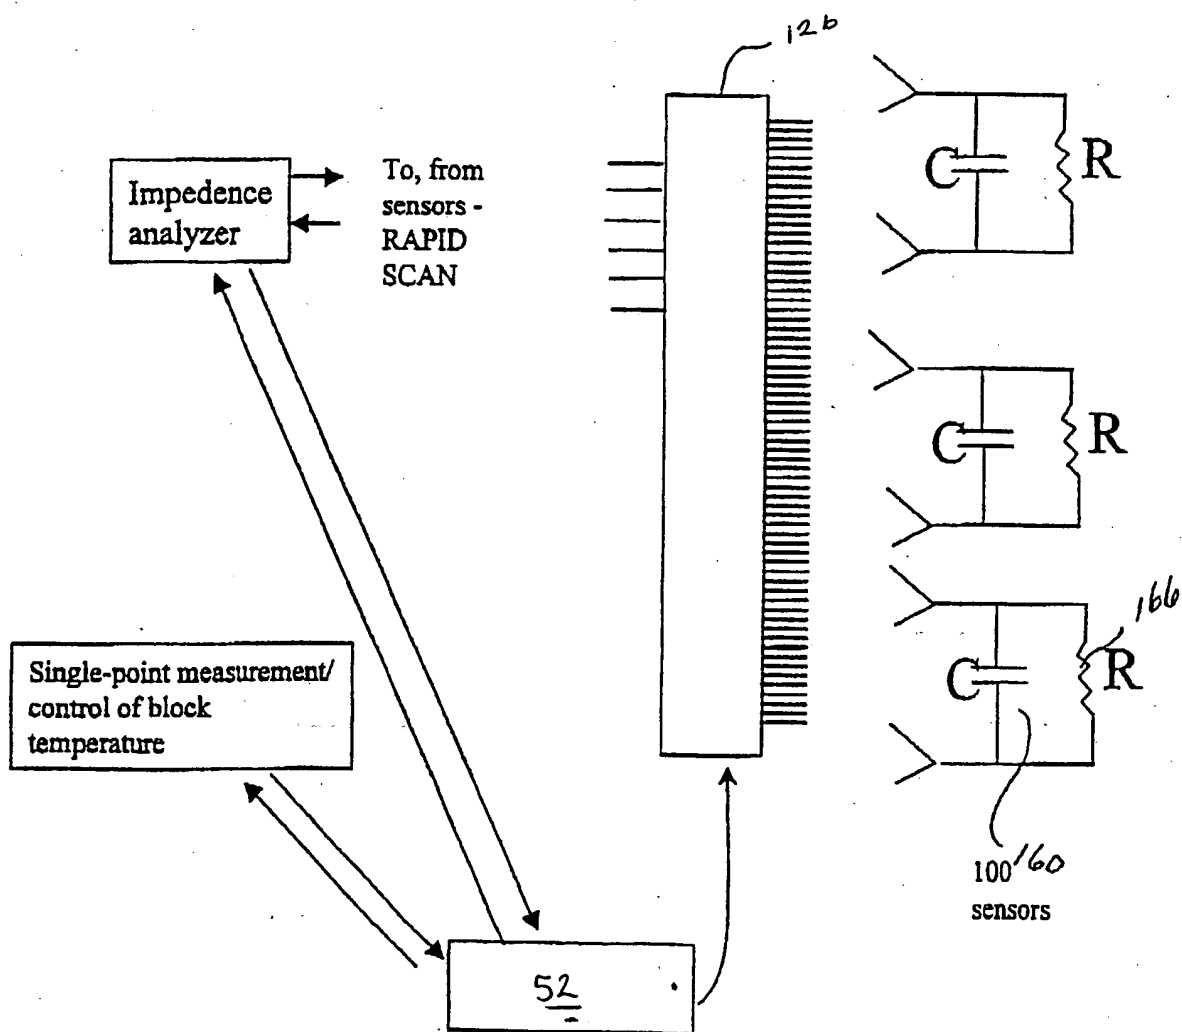 126
Impedence
analyzer
To, from
sensors -
RAPID
SCAN
C
R
C
R
166
C
R
Single-point measurement/
control of block
temperature
100 160
sensors
52